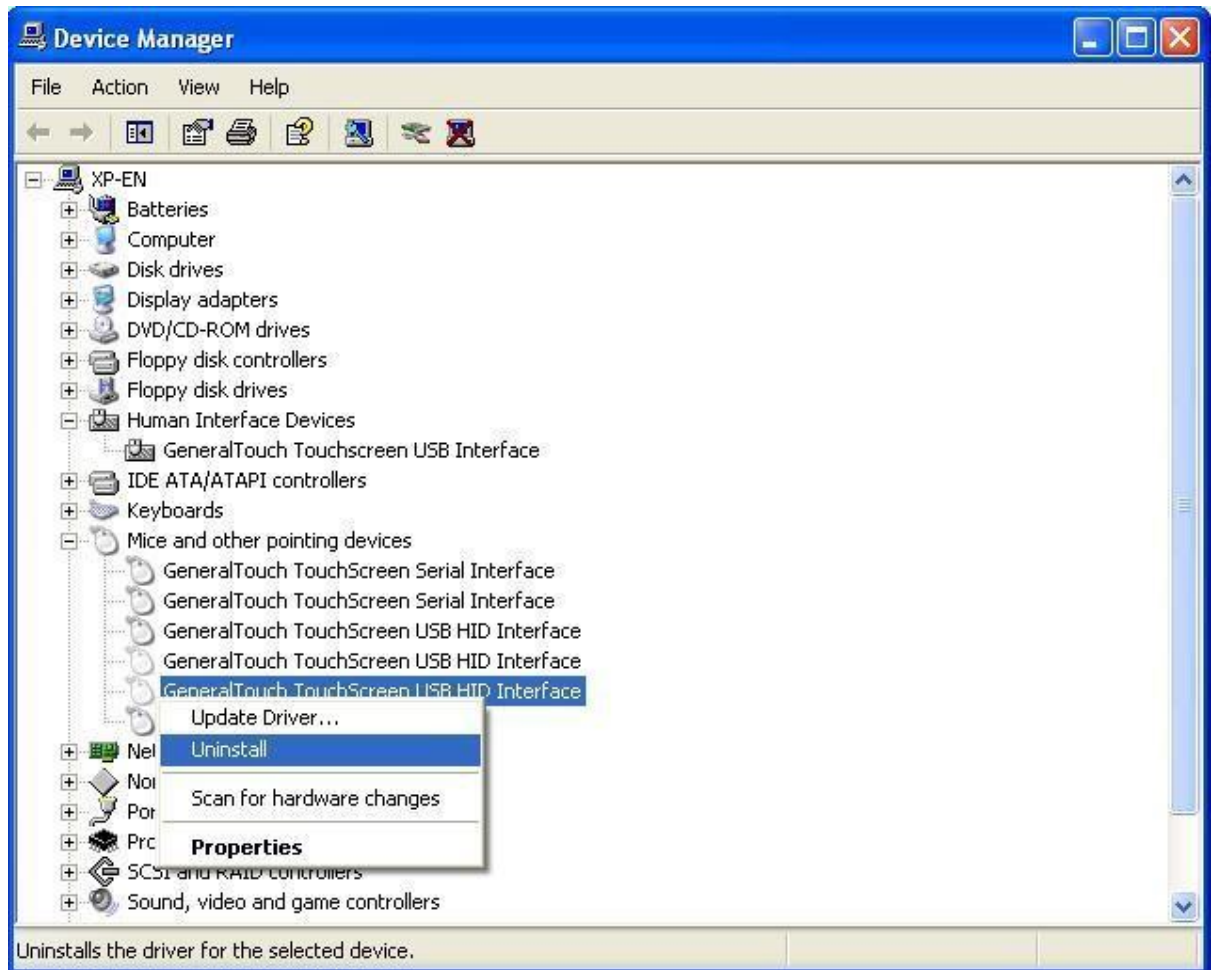 Device Manager
File Action View Help
XP-EN
Batteries
Computer
Disk drives
Display adapters
DVD/CD-ROM drives
Floppy disk controllers
Floppy disk drives
Human Interface Devices
GeneralTouch Touchscreen USB Interface
IDE ATA/ATAPI controllers
Keyboards
Mice and other pointing devices
GeneralTouch TouchScreen Serial Interface
GeneralTouch TouchScreen Serial Interface
GeneralTouch TouchScreen USB HID Interface
GeneralTouch TouchScreen USB HID Interface
GeneralTouch TouchScreen USB HID Interface
Update Driver...
Uninstall
Scan for hardware changes
Properties
SCSI and RAID controllers
Sound, video and game controllers
Uninstalls the driver for the selected device.